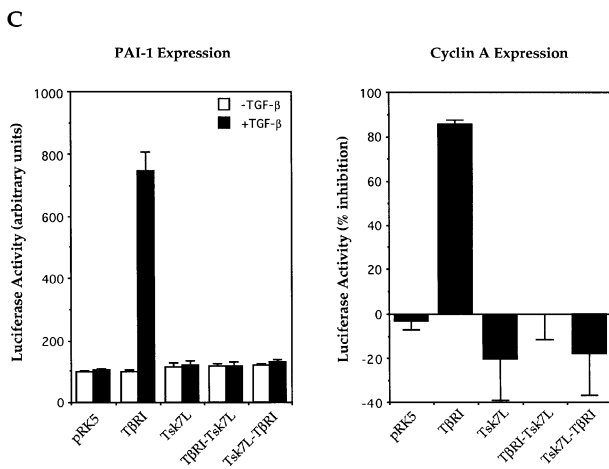 C
PAI-1 Expression
Luciferase Activity (arbitrary units)
1000
800
600
400
200
0
-TGF-β
+TGF-β
pRK5
TβRI
Tsk7L
TβRI-Tsk7L
Tsk7L-TβRI
Cyclin A Expression
Luciferase Activity (% inhibition)
100
80
60
40
20
0
-20
-40
pRK5
TβRI
Tsk7L
TβRI-Tsk7L
Tsk7L-TβRI